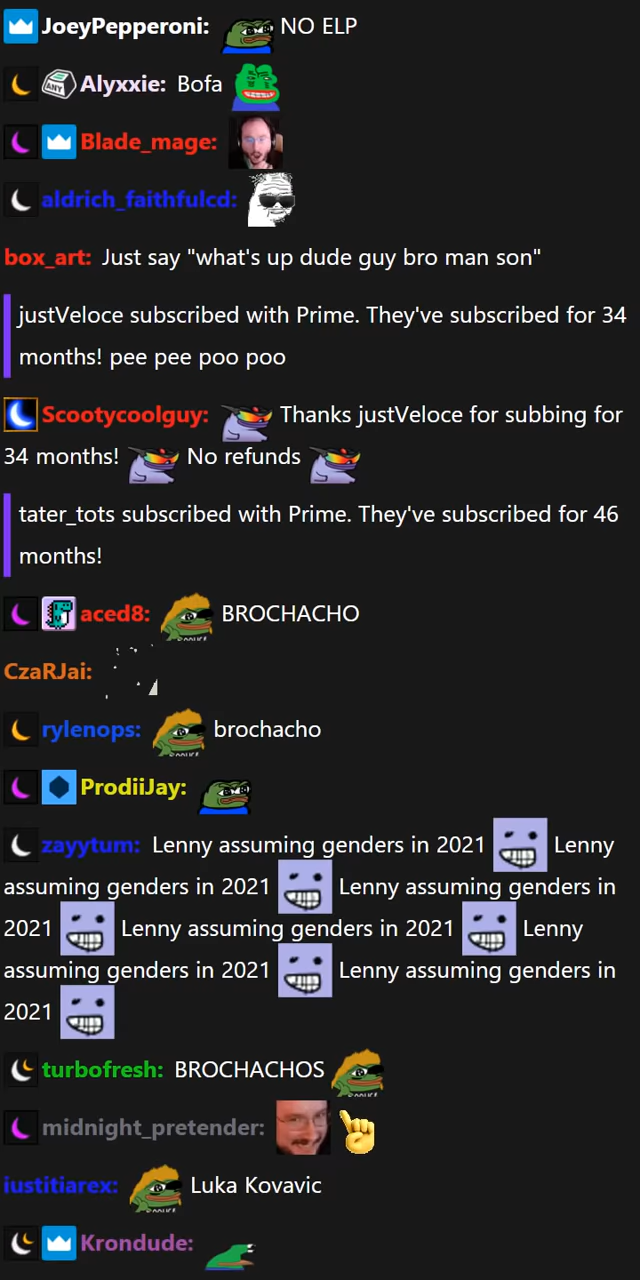 JoeyPepperoni: NO ELP
ANY Alyxxie: Bofa
Blade_mage:
aldrich_faithfulcd:
box_art: Just say "what's up dude guy bro man son"
justVeloce subscribed with Prime. They've subscribed for 34
months! pee pee poo poo
Scootycoolguy: Thanks justVeloce for subbing for
34 months! No refunds
tater_tots subscribed with Prime. They've subscribed for 46
months!
aced8: BROCHACHO
CzaRJai:
rylenops: brochacho
ProdiiJay:
zayytum: Lenny assuming genders in 2021 Lenny
assuming genders in 2021 Lenny assuming genders in
2021 Lenny assuming genders in 2021 Lenny
assuming genders in 2021 Lenny assuming genders in
2021
turbofresh: BROCHACHOS
midnight_pretender:
iustitiarex: Luka Kovavic
Krondude: